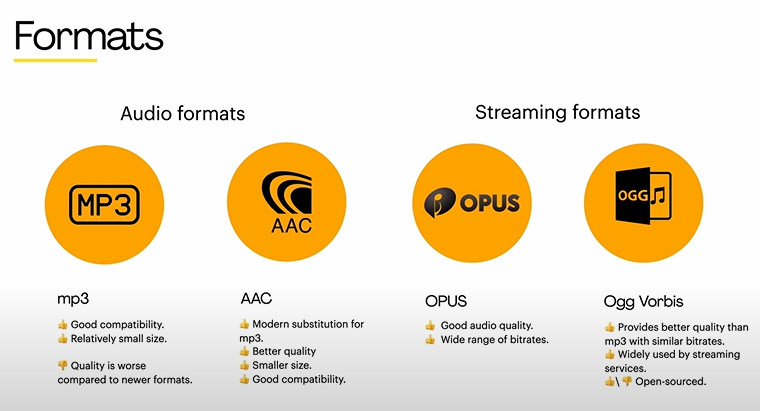 Formats
Audio formats
Streaming formats
MP3
AAC
OPUS
OGG
mp3
👍 Good compatibility.
👍 Relatively small size.
👎 Quality is worse
compared to newer formats.
AAC
👍 Modern substitution for
mp3.
👍 Better quality
👍 Smaller size.
👍 Good compatibility.
OPUS
👍 Good audio quality.
👍 Wide range of bitrates.
Ogg Vorbis
👍 Provides better quality than
mp3 with similar bitrates.
👍 Widely used by streaming
services.
👍\ 👎 Open-sourced.